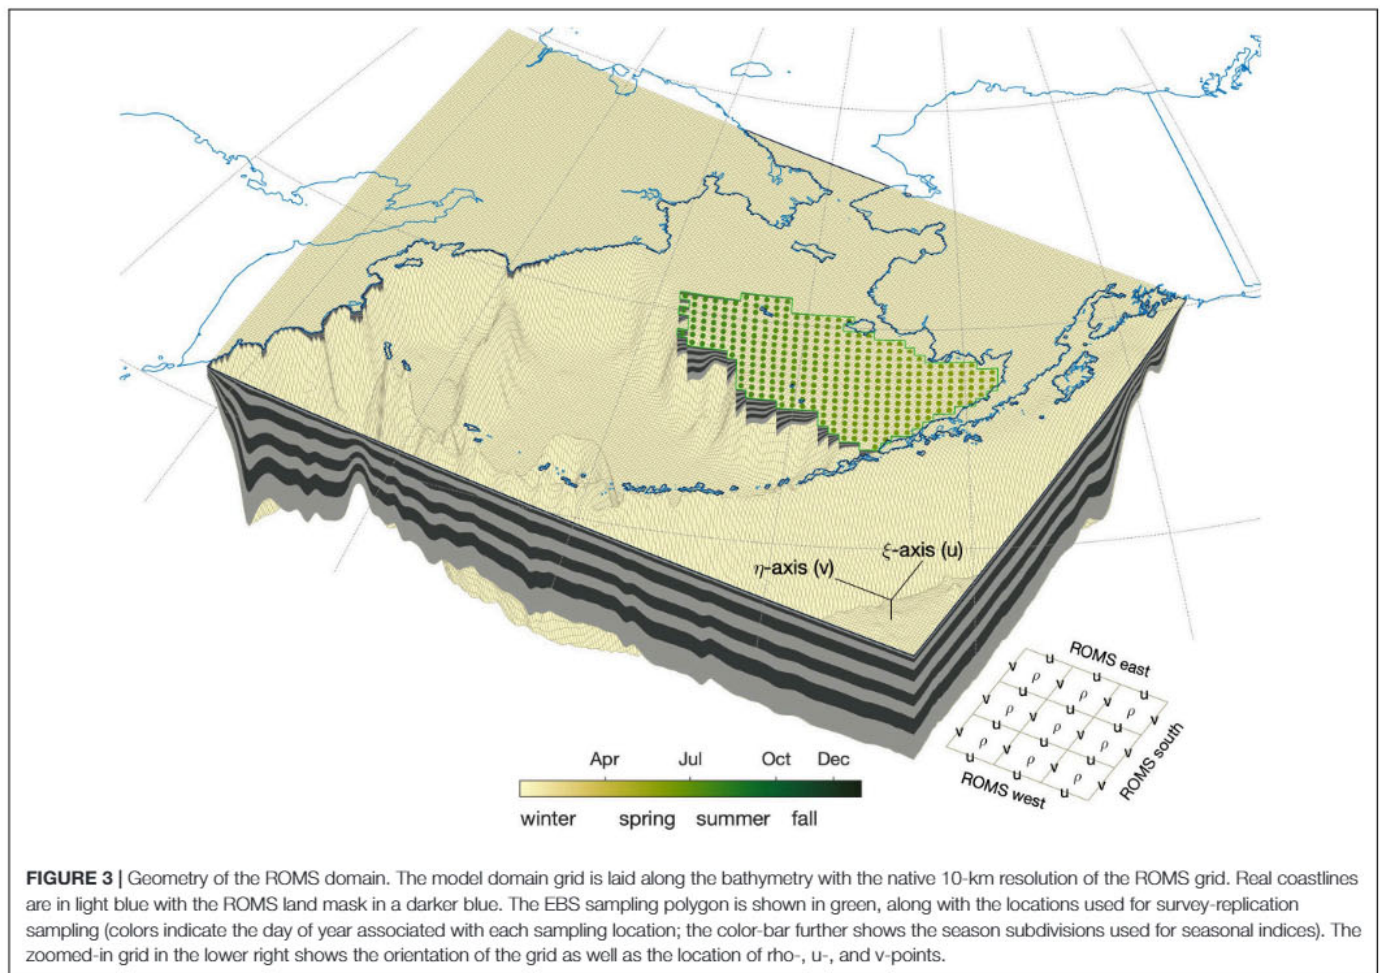 η-axis (v)
ξ-axis (u)
ROMS east
v u ρ u u
v u ρ v u ρ v u ρ v
v u ρ v u ρ v u ρ v
v ρ v ρ v ρ v
u u u
ROMS south
ROMS west
Apr Jul Oct Dec
winter spring summer fall
FIGURE 3 | Geometry of the ROMS domain. The model domain grid is laid along the bathymetry with the native 10-km resolution of the ROMS grid. Real coastlines
are in light blue with the ROMS land mask in a darker blue. The EBS sampling polygon is shown in green, along with the locations used for survey-replication
sampling (colors indicate the day of year associated with each sampling location; the color-bar further shows the season subdivisions used for seasonal indices). The
zoomed-in grid in the lower right shows the orientation of the grid as well as the location of rho-, u-, and v-points.